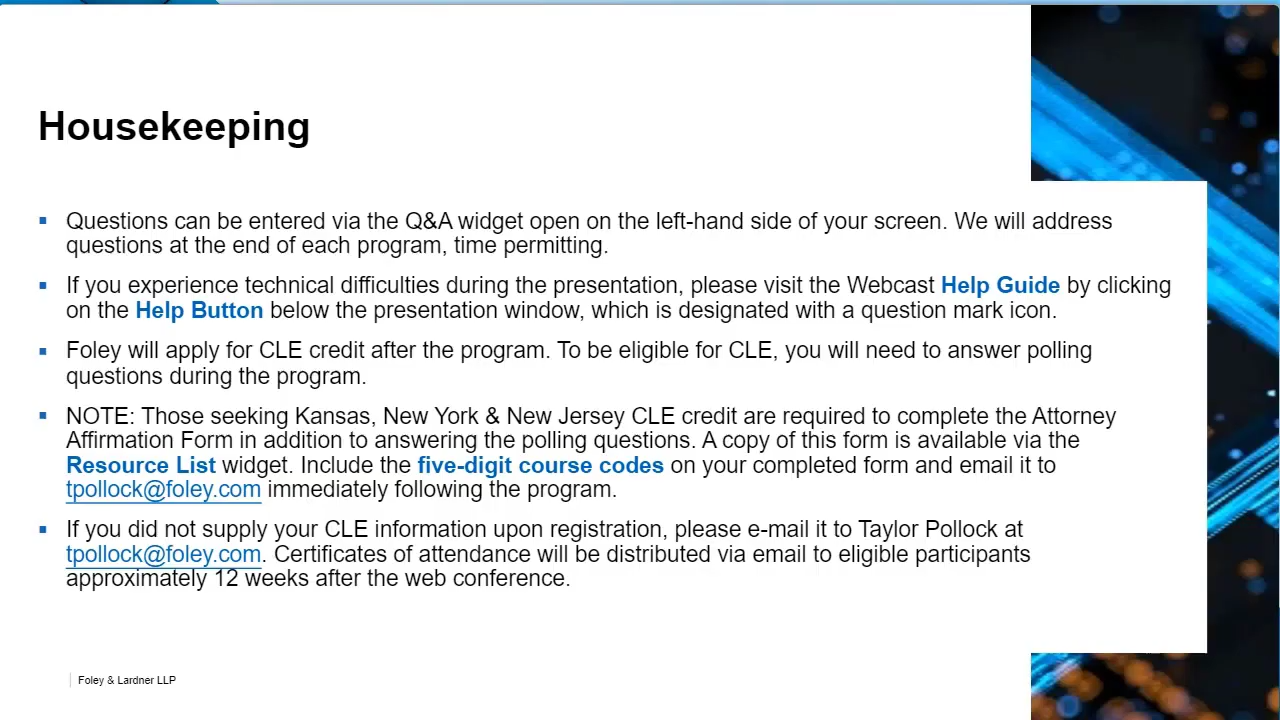 Housekeeping
Questions can be entered via the Q&A widget open on the left-hand side of your screen. We will address
questions at the end of each program, time permitting.
If you experience technical difficulties during the presentation, please visit the Webcast Help Guide by clicking
on the Help Button below the presentation window, which is designated with a question mark icon.
Foley will apply for CLE credit after the program. To be eligible for CLE, you will need to answer polling
questions during the program.
NOTE: Those seeking Kansas, New York & New Jersey CLE credit are required to complete the Attorney
Affirmation Form in addition to answering the polling questions. A copy of this form is available via the
Resource List widget. Include the five-digit course codes on your completed form and email it to
tpollock@foley.com immediately following the program.
If you did not supply your CLE information upon registration, please e-mail it to Taylor Pollock at
tpollock@foley.com. Certificates of attendance will be distributed via email to eligible participants
approximately 12 weeks after the web conference.
Foley & Lardner LLP